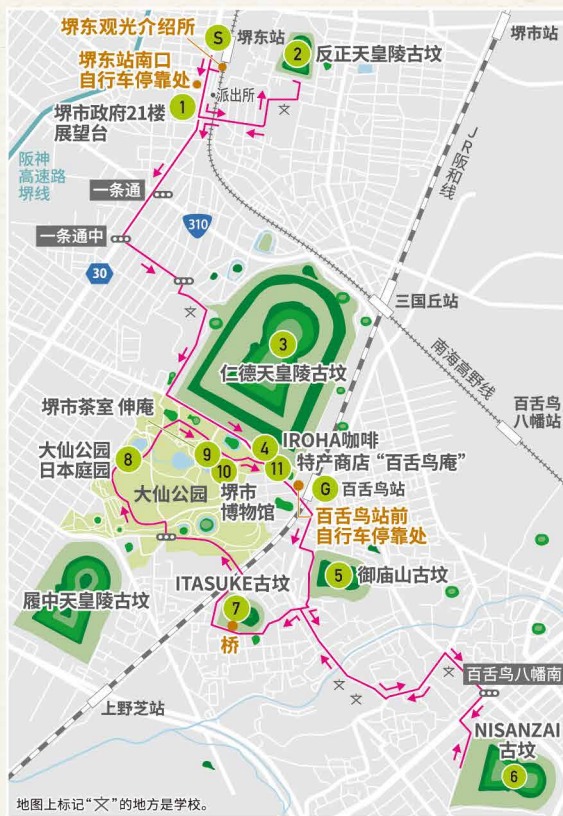 堺东观光介绍所
S
堺东站
2
反正天皇陵古坟
堺市站
堺东站南口
自行车停靠处
派出所
1
堺市政府21楼
展望台
文
阪神
高速路
堺线
JR阪和线
一条通
310
一条通中
30
文
三国丘站
3
仁德天皇陵古坟
南海高野线
百舌鸟
八幡站
堺市茶室 伸庵
4
IROHA咖啡
大仙公园
日本庭园
8
9
10
11
特产商店“百舌鸟庵”
大仙公园
堺市
博物馆
G
百舌鸟站
百舌鸟站前
自行车停靠处
履中天皇陵古坟
ITASUKE古坟
7
桥
5
御庙山古坟
文
百舌鸟八幡南
文
文
上野芝站
NISANZAI
古坟
6
地图上标记“文”的地方是学校。